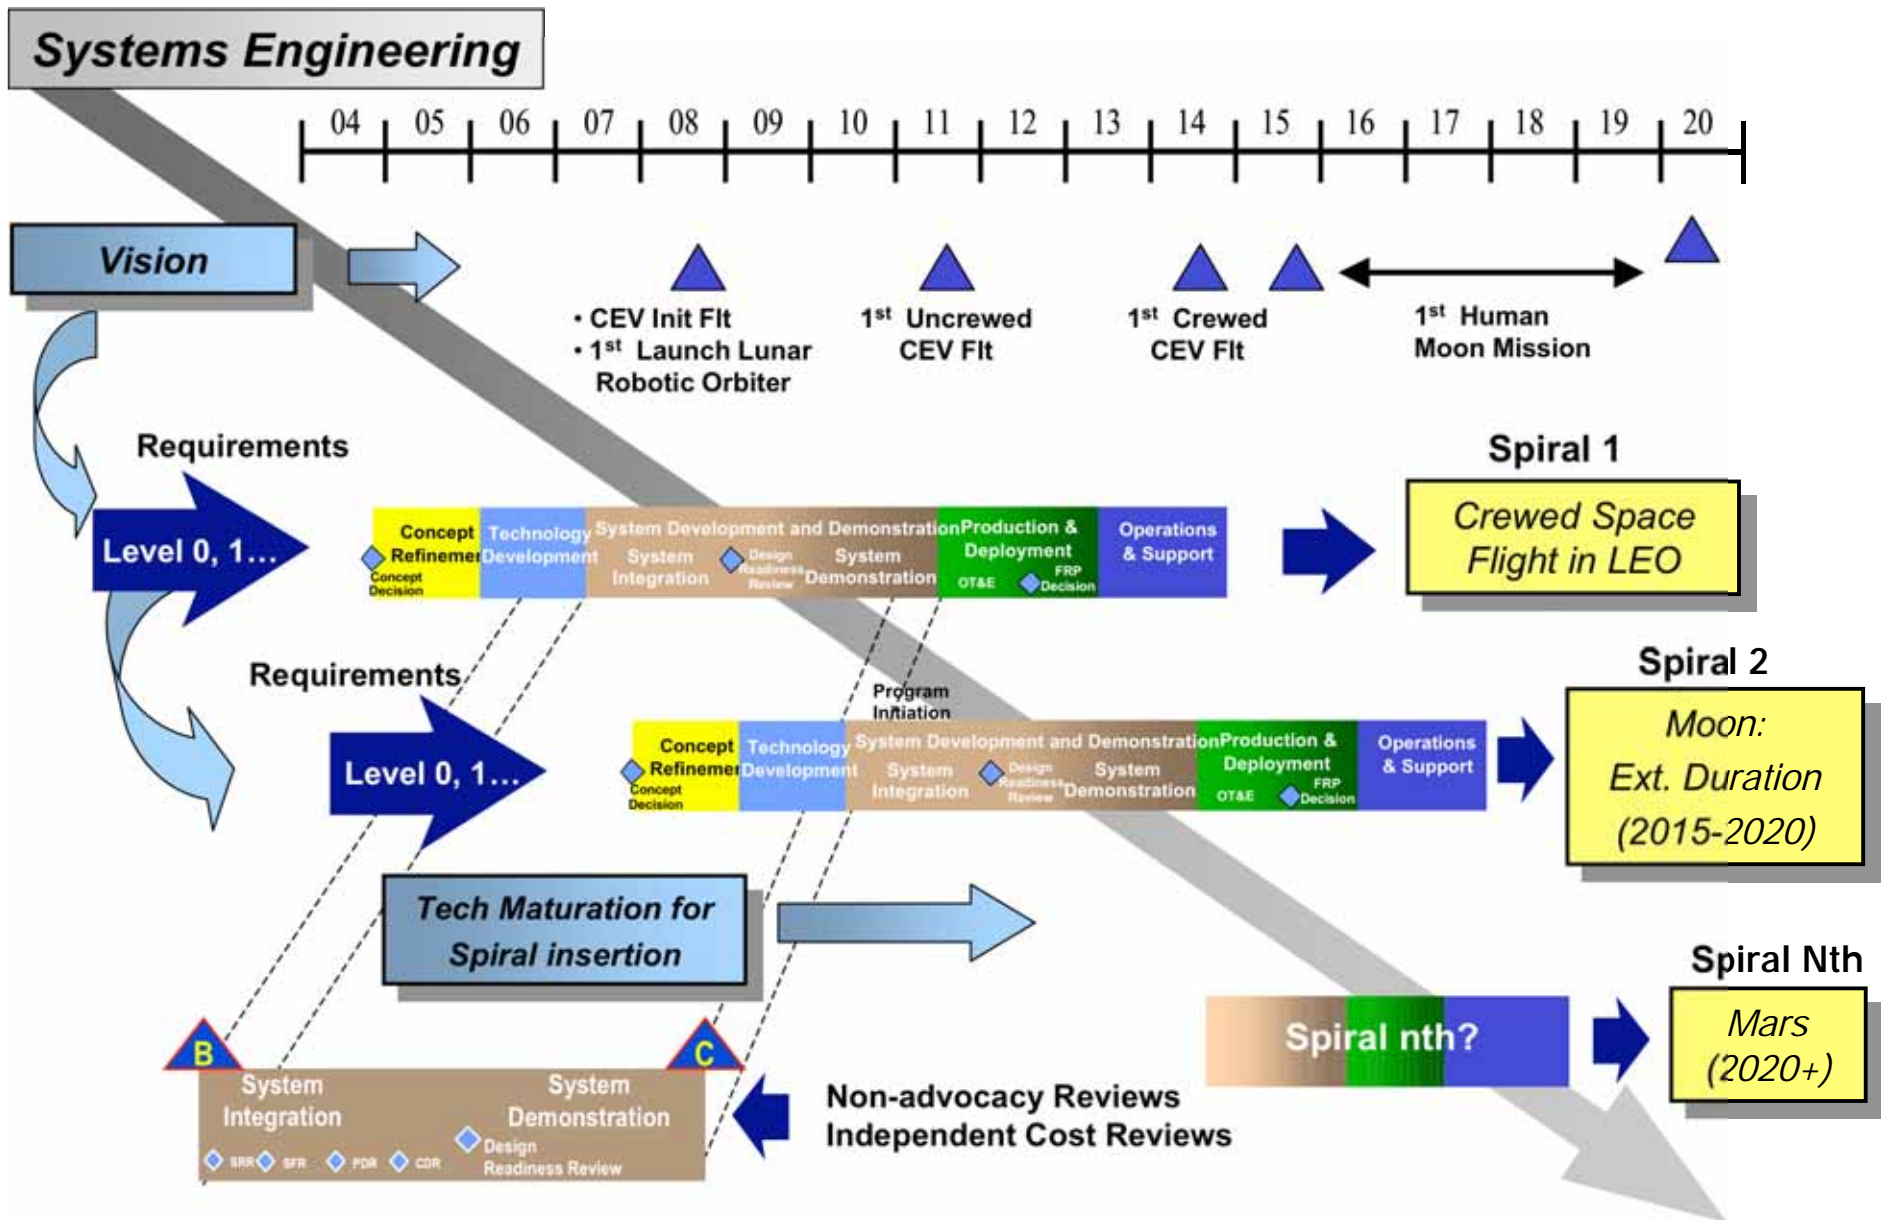 Systems Engineering
04 05 06 07 08 09 10 11 12 13 14 15 16 17 18 19 20
Vision
• CEV Init Flt
• 1st Launch Lunar
Robotic Orbiter
1st Uncrewed
CEV Flt
1st Crewed
CEV Flt
1st Human
Moon Mission
Requirements
Level 0, 1…
Concept
Refinemer
Concept
Decision
Technology
Development
System Development and Demonstration
System
Integration
Design
Readiness
Review
System
Demonstration
Production &
Deployment
OT&E
FRP
Decision
Operations
& Support
Spiral 1
Crewed Space
Flight in LEO
Requirements
Level 0, 1…
Program
Initiation
Concept
Refinemer
Concept
Decision
Technology
Development
System Development and Demonstration
System
Integration
Design
Readiness
Review
System
Demonstration
Production &
Deployment
OT&E
FRP
Decision
Operations
& Support
Spiral 2
Moon:
Ext. Duration
(2015-2020)
Tech Maturation for
Spiral insertion
Spiral nth?
Spiral Nth
Mars
(2020+)
B
C
System
Integration
System
Demonstration
SRR
SFR
PDR
CDR
Design
Readiness Review
Non-advocacy Reviews
Independent Cost Reviews